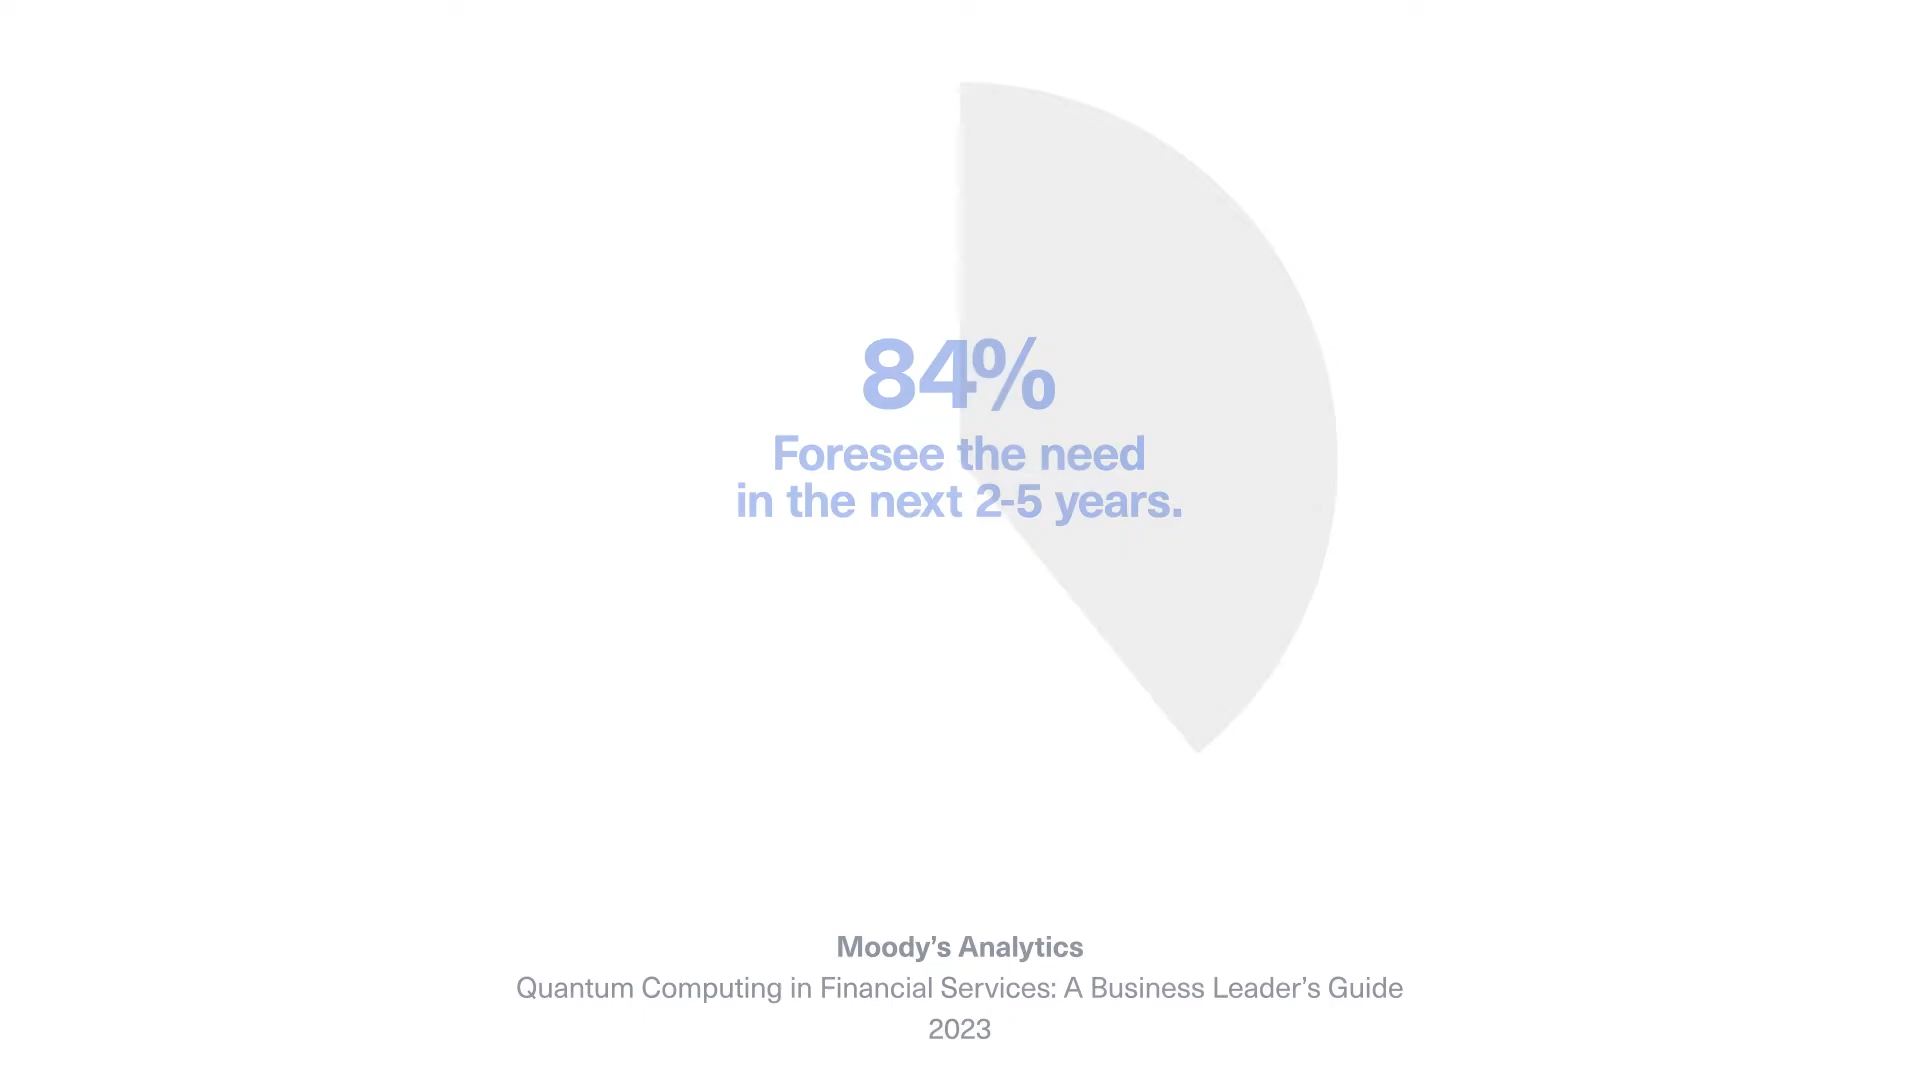 84%
Foresee the need
in the next 2-5 years.
Moody’s Analytics
Quantum Computing in Financial Services: A Business Leader’s Guide
2023